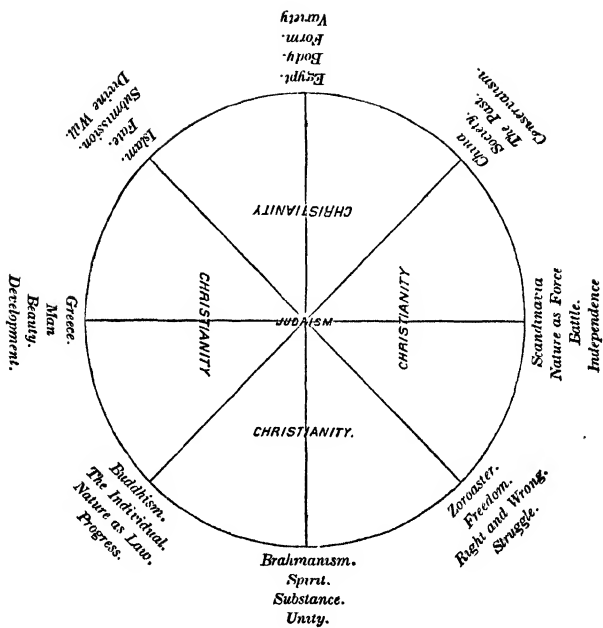 Egypt.
Body.
Form.
Variety
China
Society.
The Past.
Conservatism.
Scandinavia
Nature as Force
Battle.
Independence
Zoroaster.
Freedom.
Right and Wrong.
Struggle.
Brahmanism.
Spirit.
Substance.
Unity.
Buddhism.
The Individual.
Nature as Law,
Progress.
Greece.
Man
Beauty.
Development.
Islam.
Fate.
Submission.
Divine Will.
CHRISTIANITY
CHRISTIANITY
CHRISTIANITY.
CHRISTIANITY
JUDAISM